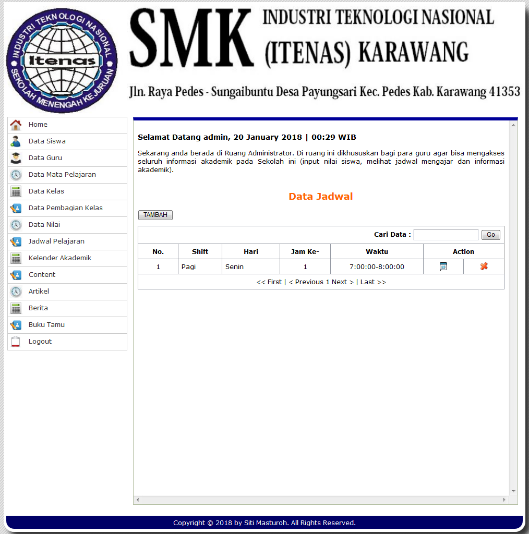 INDUSTRI TEKNOLOGI NASIONAL
Itenas
SEKOLAH MENENGAH KEJURUAN
SMK INDUSTRI TEKNOLOGI NASIONAL
(ITENAS) KARAWANG
Jln. Raya Pedes - Sungaibuntu Desa Payungsari Kec. Pedes Kab. Karawang 41353
Home
Data Siswa
Data Guru
Data Mata Pelajaran
Data Kelas
Data Pembagian Kelas
Data Nilai
Jadwal Pelajaran
Kelender Akademik
Content
Artikel
Berita
Buku Tamu
Logout
Selamat Datang admin, 20 January 2018 | 00:29 WIB
Sekarang anda berada di Ruang Administrator. Di ruang ini dikhususkan bagi para guru agar bisa mengakses
seluruh informasi akademik pada Sekolah ini (input nilai siswa, melihat jadwal mengajar dan informasi
akademik).
Data Jadwal
TAMBAH
Cari Data : Go
No. Shift Hari Jam Ke- Waktu Action
1 Pagi Senin 1 7:00:00-8:00:00
<< First | < Previous 1 Next > | Last >>
Copyright © 2018 by Siti Masturoh. All Rights Reserved.